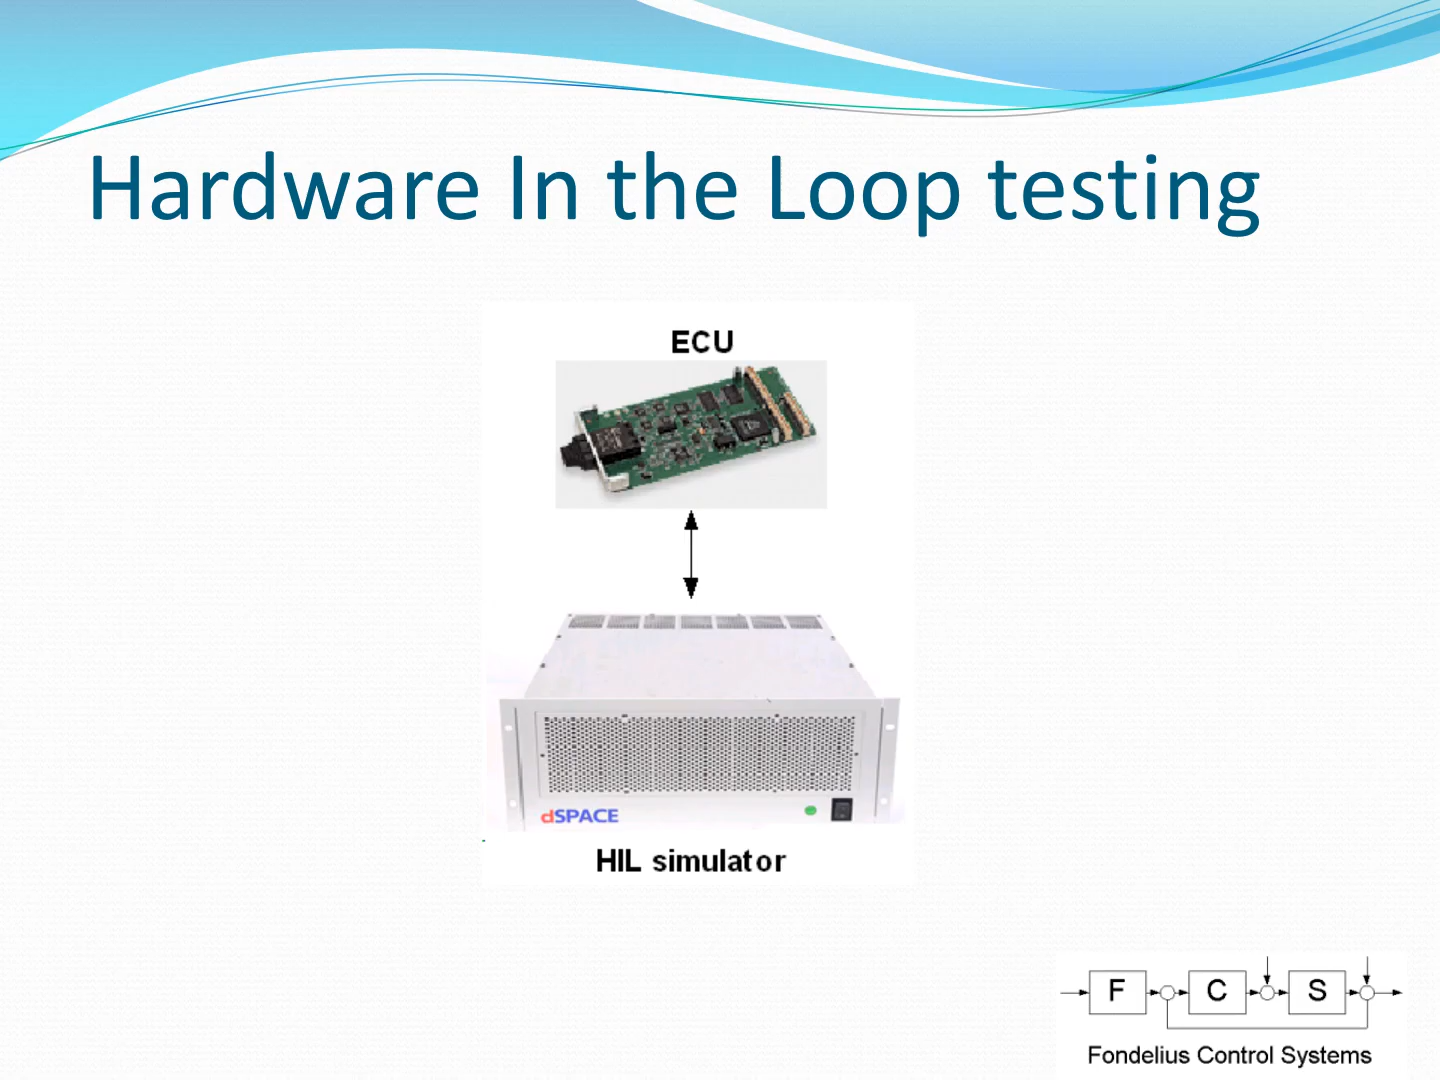 Hardware In the Loop testing
ECU
dSPACE
HIL simulator
F C S
Fondelius Control Systems